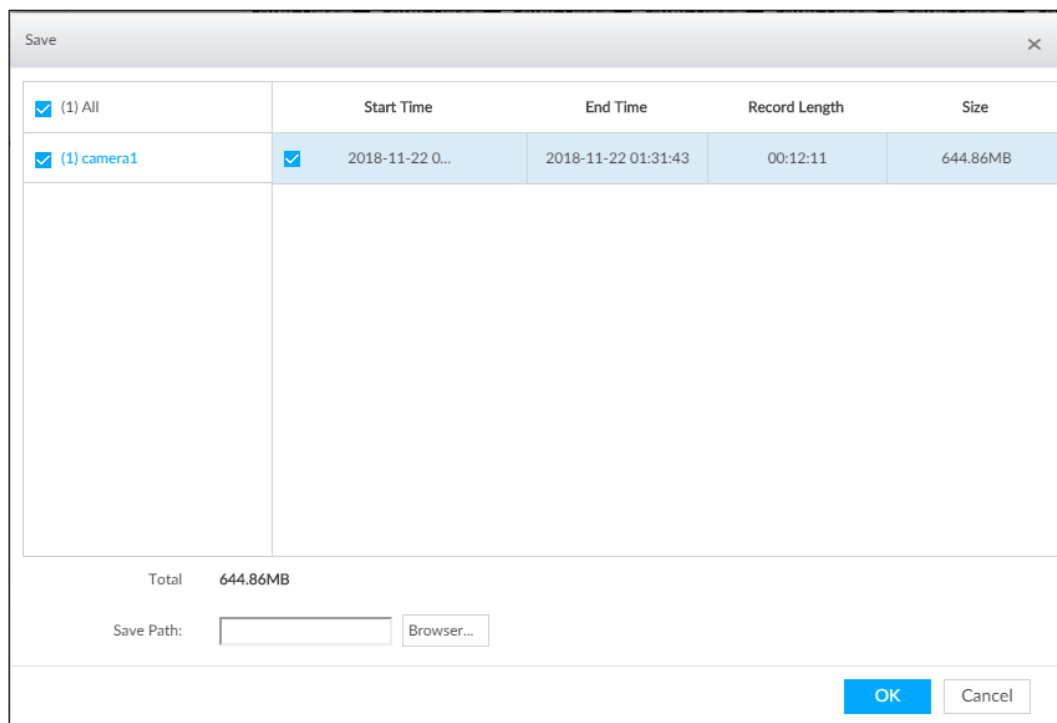 Save
(1) All Start Time End Time Record Length Size
(1) camera1 2018-11-22 0... 2018-11-22 01:31:43 00:12:11 644.86MB
Total 644.86MB
Save Path: Browser...
OK Cancel